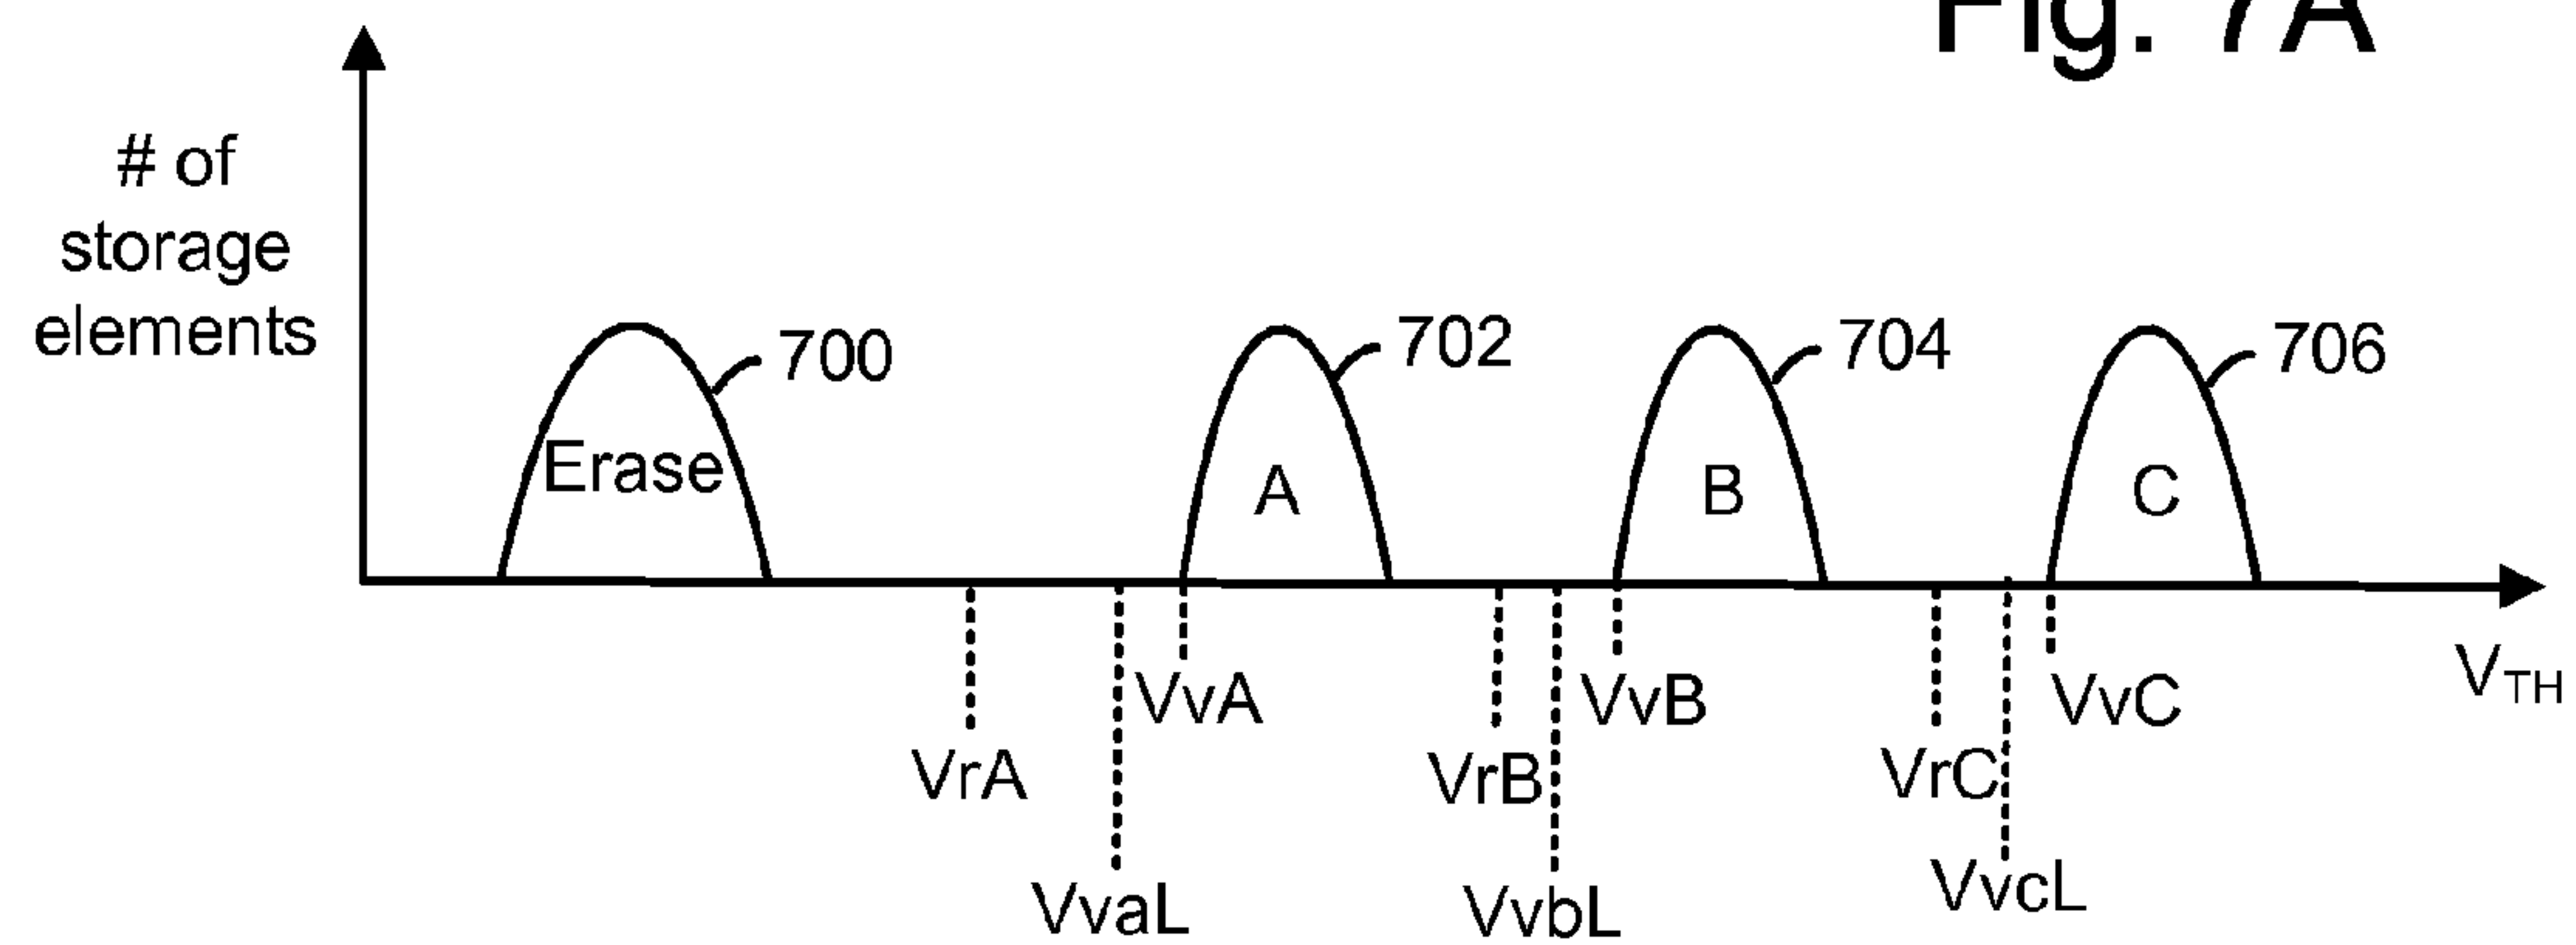 Fig. 7A
# of
storage
elements
700
702
704
706
Erase
A
B
C
VvA
VvB
VvC
V_TH
VrA
VrB
VrC
VvaL
VvbL
VvcL